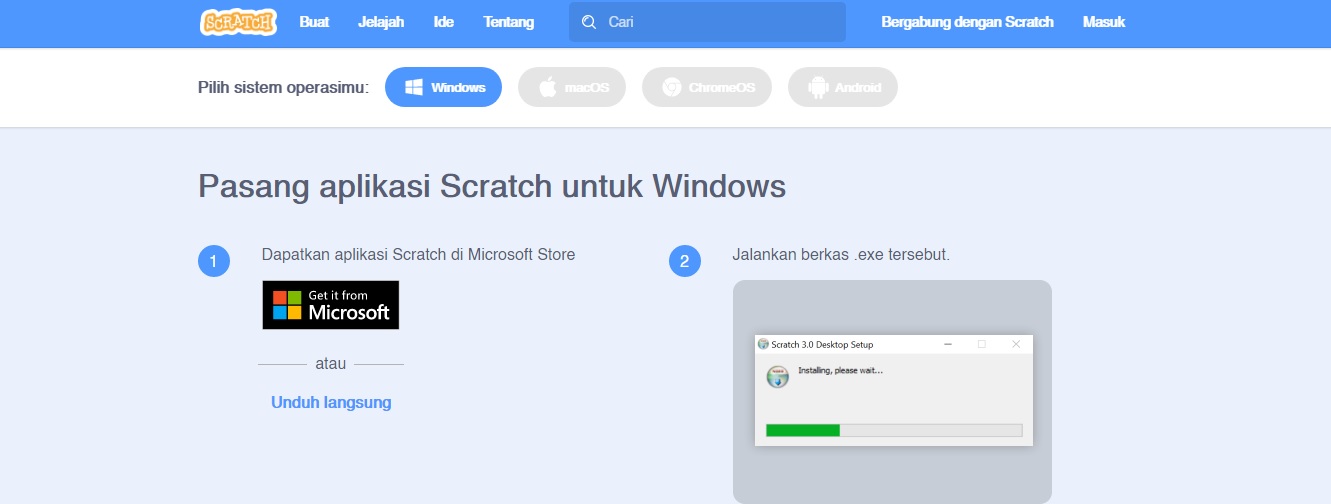 SCRATCH Buat Jelajah Ide Tentang Cari Bergabung dengan Scratch Masuk
Pilih sistem operasimu: Windows macOS ChromeOS Android
Pasang aplikasi Scratch untuk Windows
1 Dapatkan aplikasi Scratch di Microsoft Store
Get it from
Microsoft
atau
Unduh langsung
2 Jalankan berkas .exe tersebut.
Scratch 3.0 Desktop Setup
Installing, please wait...